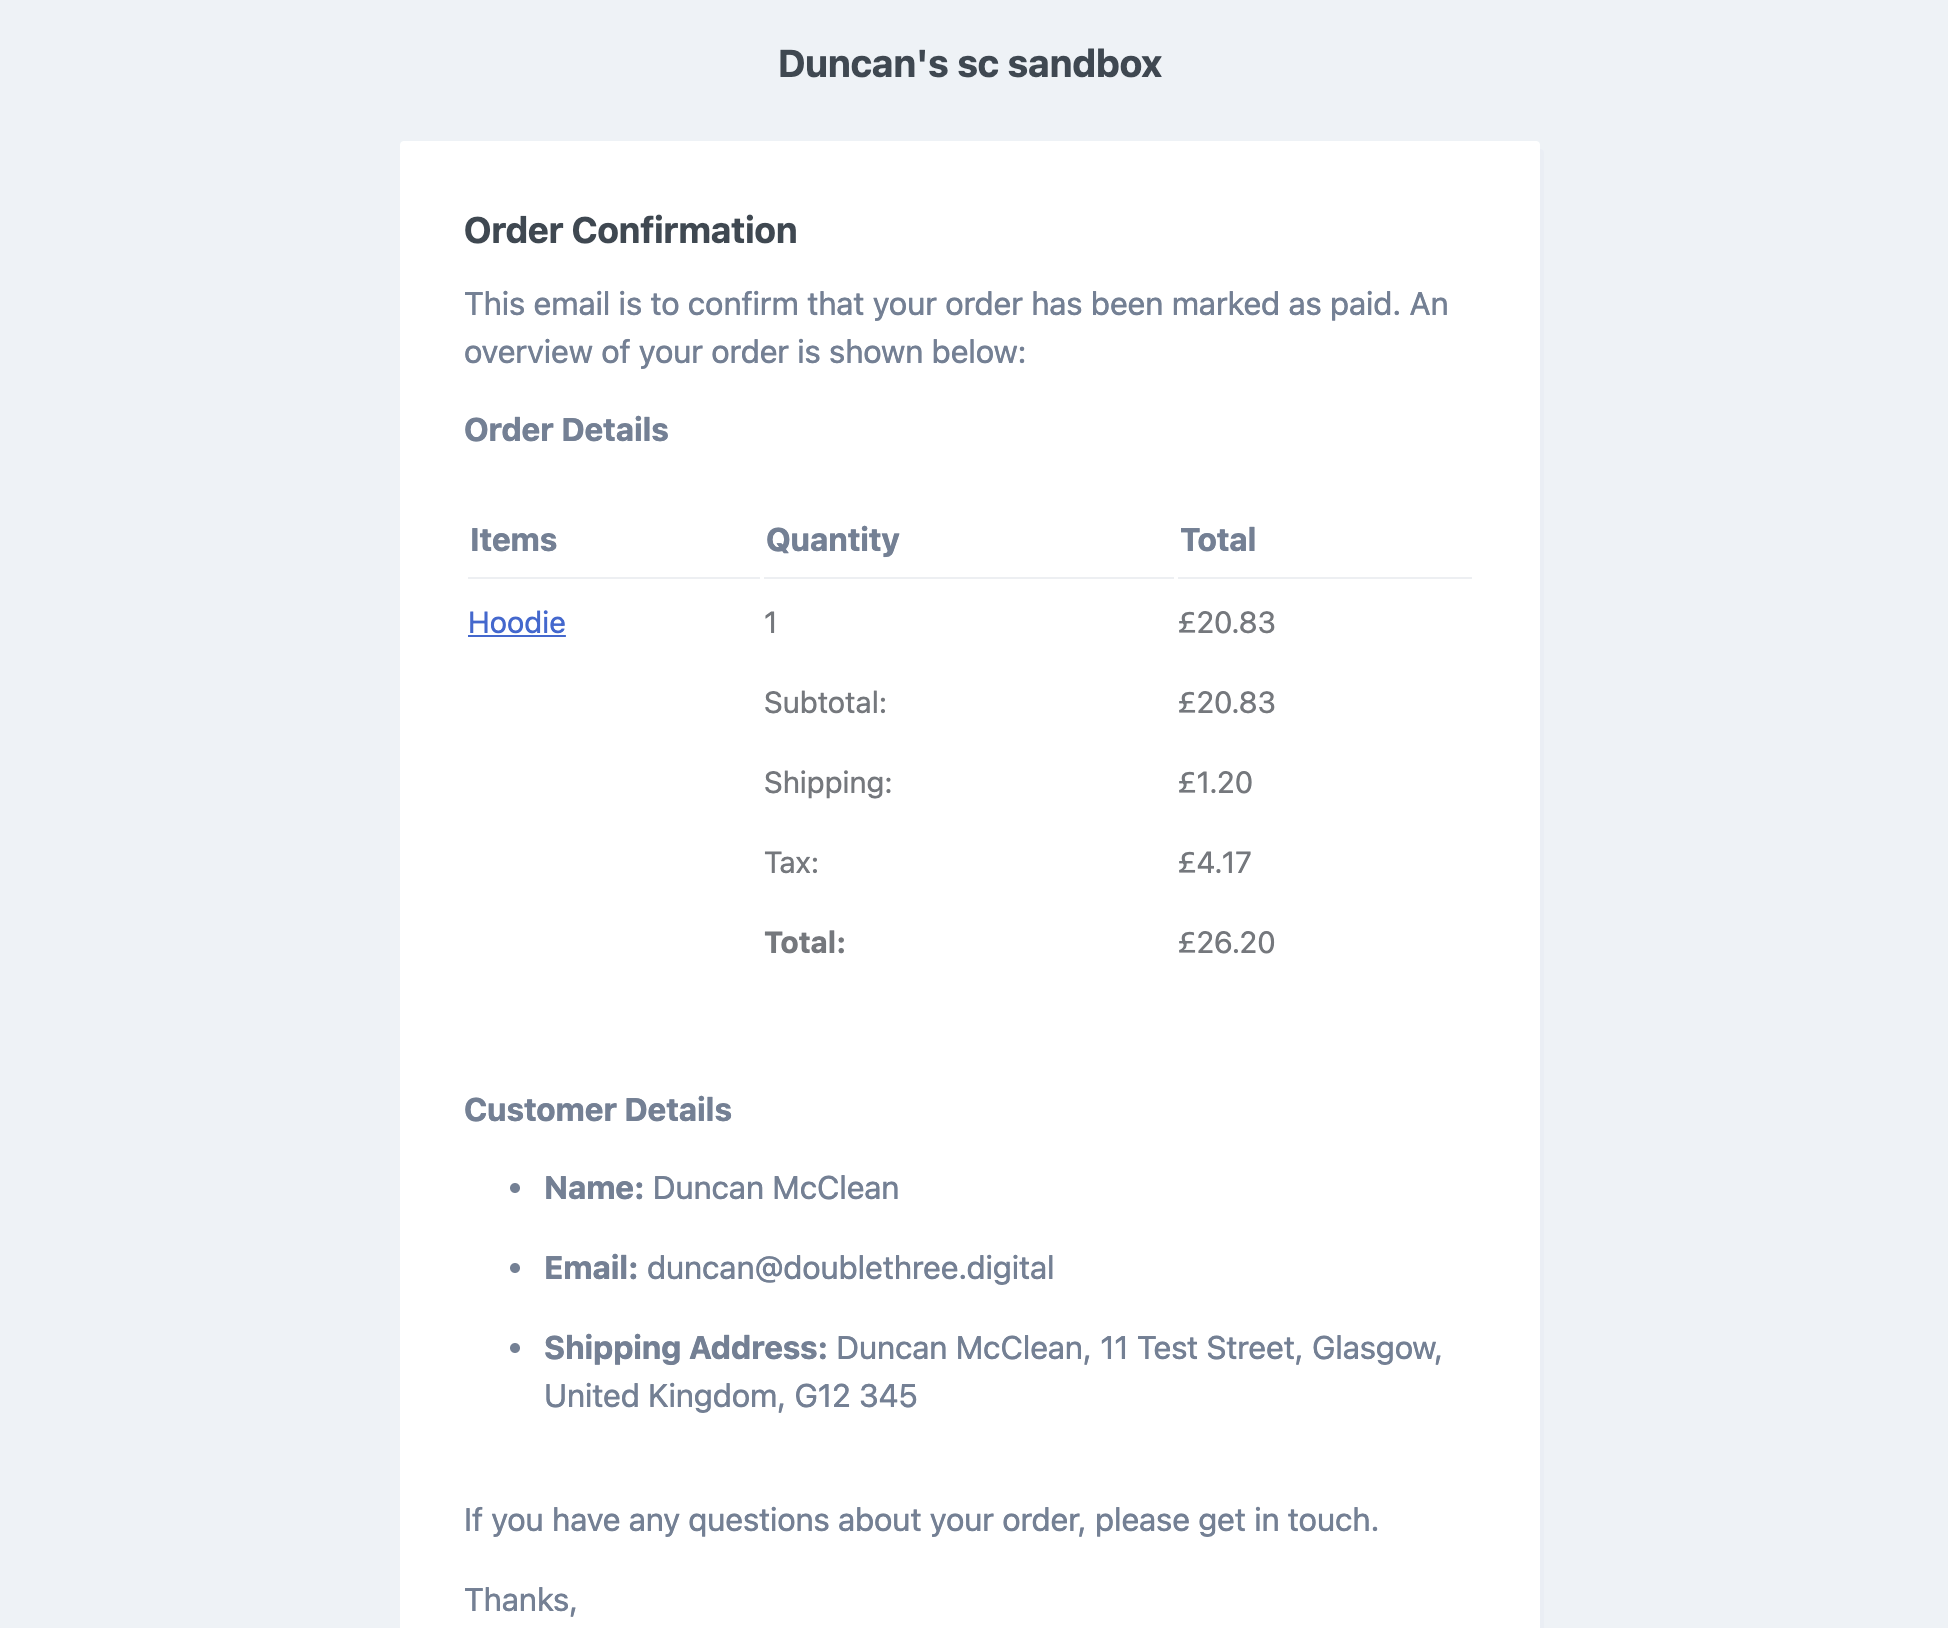 Duncan's sc sandbox
Order Confirmation
This email is to confirm that your order has been marked as paid. An
overview of your order is shown below:
Order Details
Items Quantity Total
Hoodie 1 £20.83
Subtotal: £20.83
Shipping: £1.20
Tax: £4.17
Total: £26.20
Customer Details
• Name: Duncan McClean
• Email: duncan@doublethree.digital
• Shipping Address: Duncan McClean, 11 Test Street, Glasgow,
United Kingdom, G12 345
If you have any questions about your order, please get in touch.
Thanks,